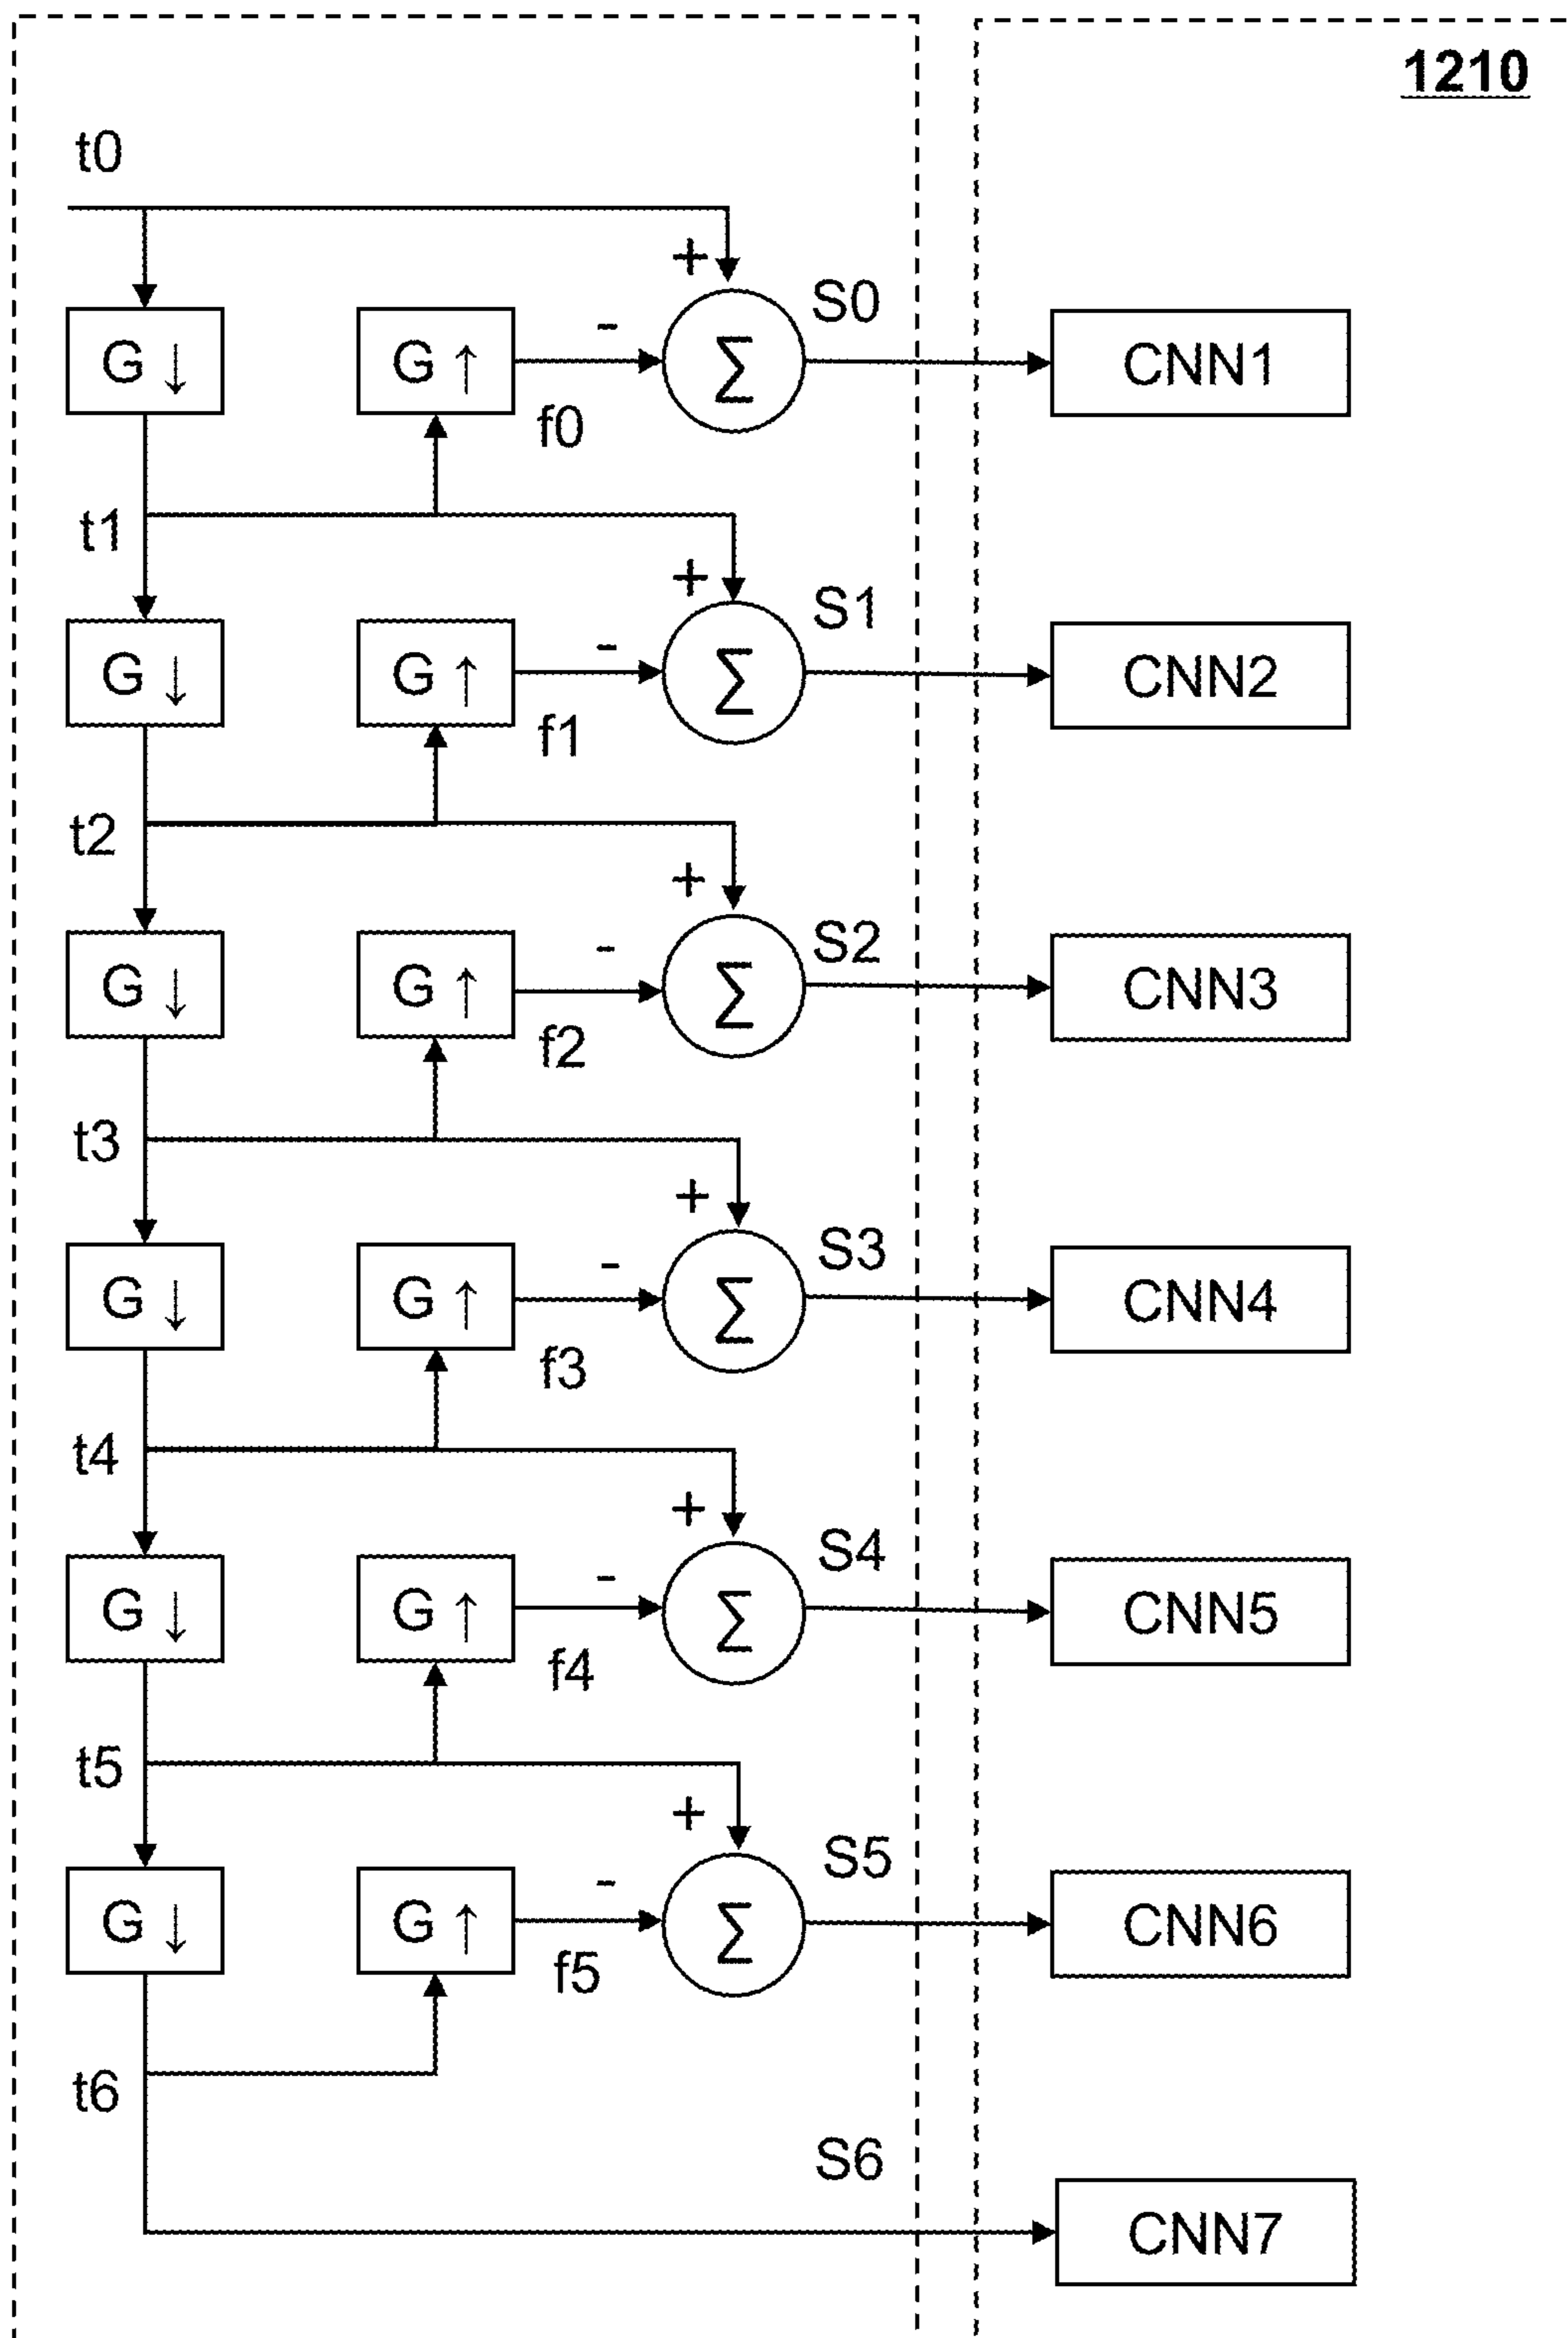 1210
t0
+
S0
-
G ↓
G ↑
∑
CNN1
f0
t1
+
S1
-
G ↓
G ↑
∑
CNN2
f1
t2
+
S2
-
G ↓
G ↑
∑
CNN3
f2
t3
+
S3
-
G ↓
G ↑
∑
CNN4
f3
t4
+
S4
-
G ↓
G ↑
∑
CNN5
f4
t5
+
S5
-
G ↓
G ↑
∑
CNN6
f5
t6
S6
CNN7